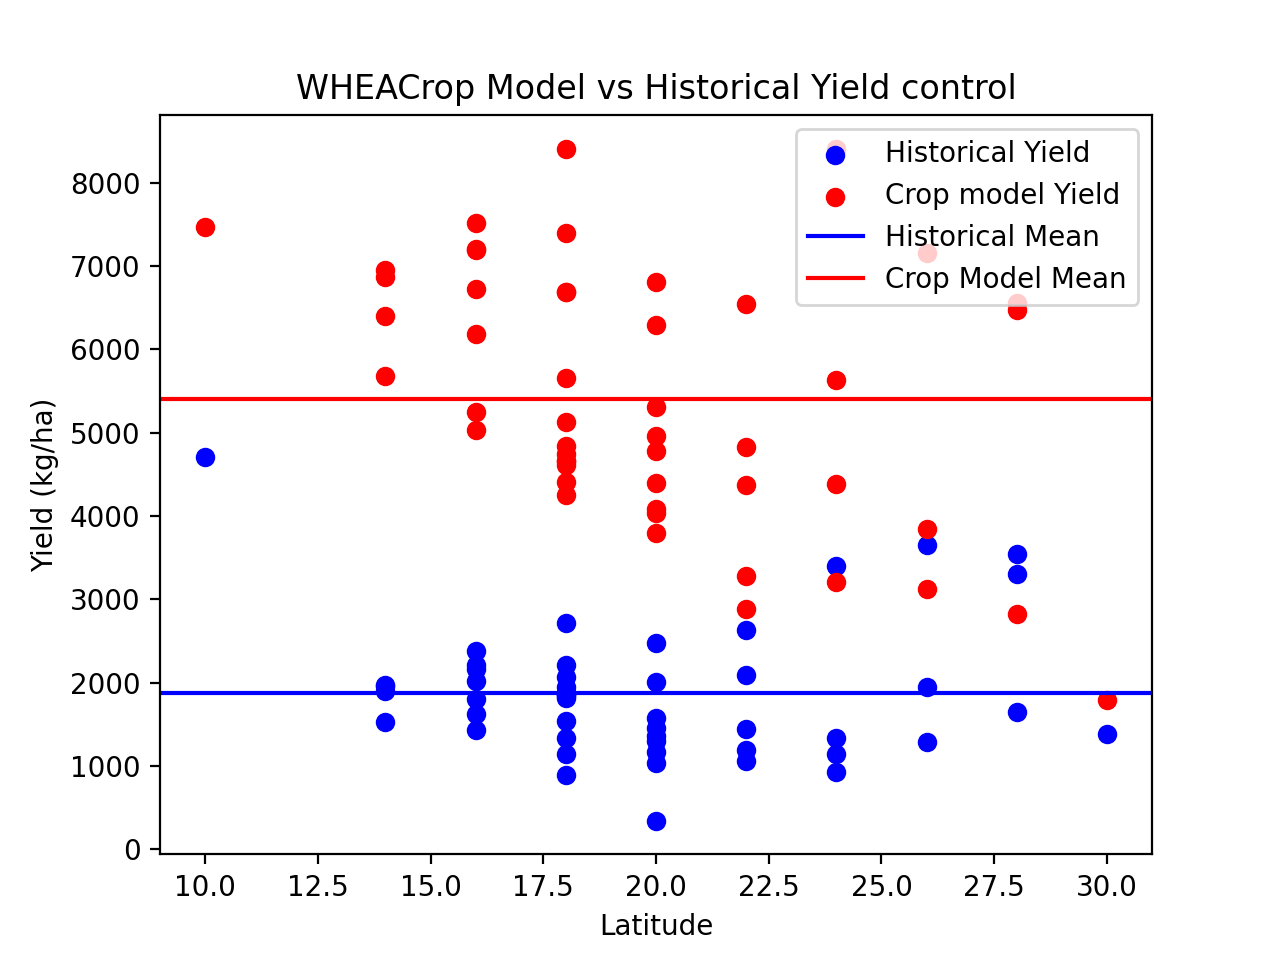 WHEACrop Model vs Historical Yield control
Historical Yield
Crop model Yield
Historical Mean
Crop Model Mean
Yield (kg/ha)
8000
7000
6000
5000
4000
3000
2000
1000
0
10.0 12.5 15.0 17.5 20.0 22.5 25.0 27.5 30.0
Latitude